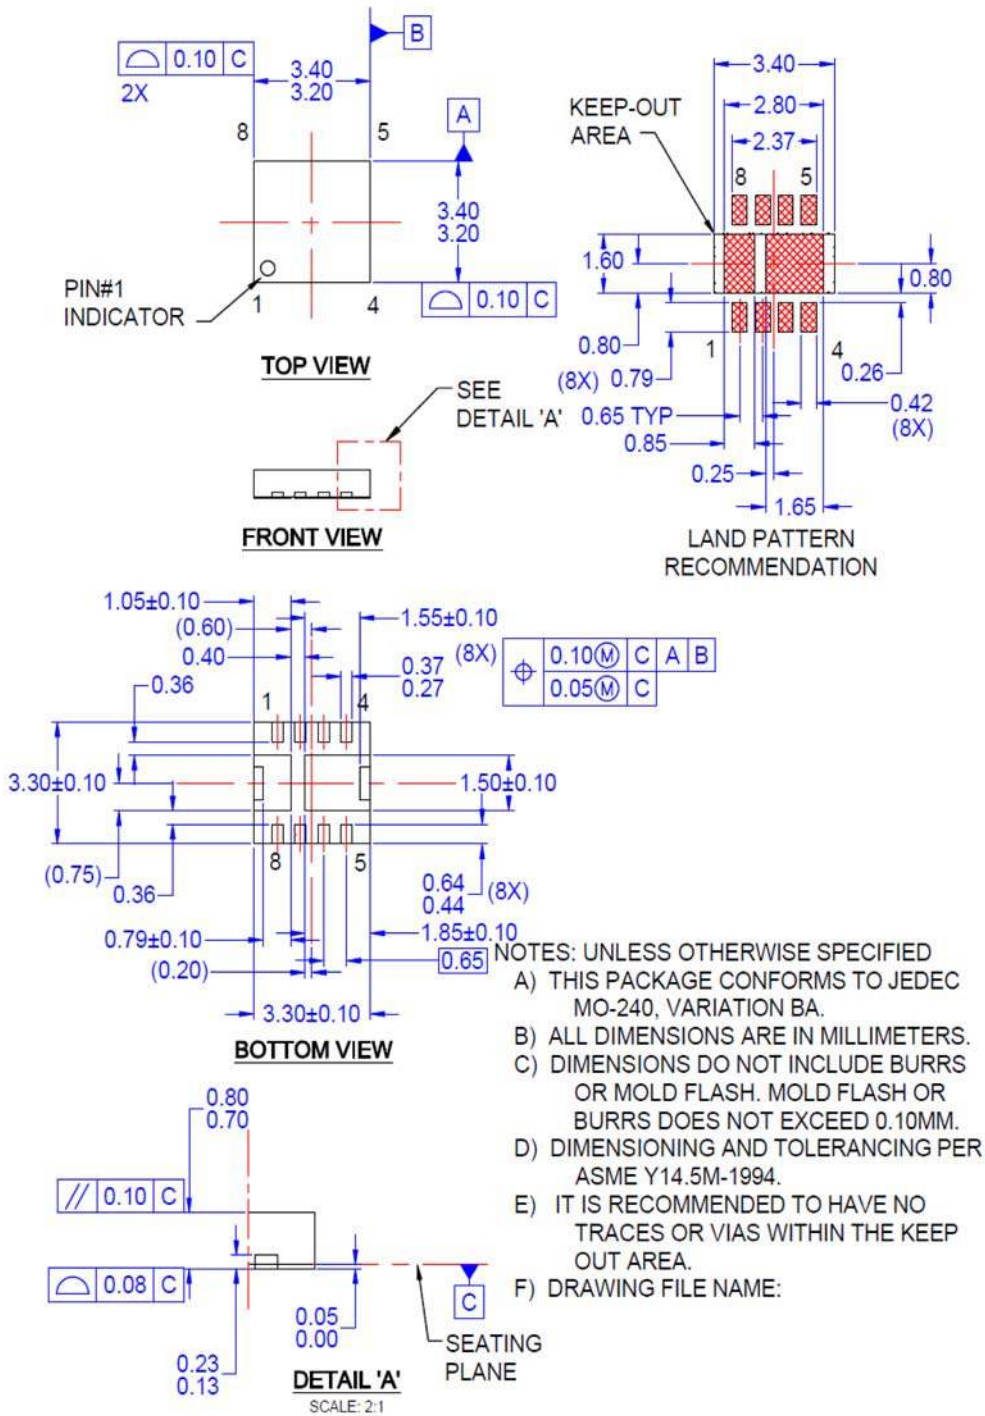 B
0.10 C
2X
3.40
3.20
8
5
A
3.40
3.20
PIN#1
INDICATOR
1
4
0.10 C
TOP VIEW
SEE
DETAIL 'A'
FRONT VIEW
3.40
2.80
2.37
KEEP-OUT
AREA
8
5
1.60
0.80
0.80
1
4
(8X) 0.79
0.26
0.65 TYP
0.42
(8X)
0.85
0.25
1.65
LAND PATTERN
RECOMMENDATION
1.05±0.10
(0.60)
0.40
0.36
1.55±0.10
(8X)
0.37
0.27
0.10Ⓜ C A B
0.05Ⓜ C
1
4
3.30±0.10
1.50±0.10
8
5
(0.75)
0.36
0.64
0.44
(8X)
0.79±0.10
1.85±0.10
(0.20)
0.65
3.30±0.10
BOTTOM VIEW
NOTES: UNLESS OTHERWISE SPECIFIED
A) THIS PACKAGE CONFORMS TO JEDEC
MO-240, VARIATION BA.
B) ALL DIMENSIONS ARE IN MILLIMETERS.
C) DIMENSIONS DO NOT INCLUDE BURRS
OR MOLD FLASH. MOLD FLASH OR
BURRS DOES NOT EXCEED 0.10MM.
D) DIMENSIONING AND TOLERANCING PER
ASME Y14.5M-1994.
E) IT IS RECOMMENDED TO HAVE NO
TRACES OR VIAS WITHIN THE KEEP
OUT AREA.
F) DRAWING FILE NAME:
0.80
0.70
// 0.10 C
0.08 C
0.05
0.00
C
0.23
0.13
SEATING
PLANE
DETAIL 'A'
SCALE: 2:1